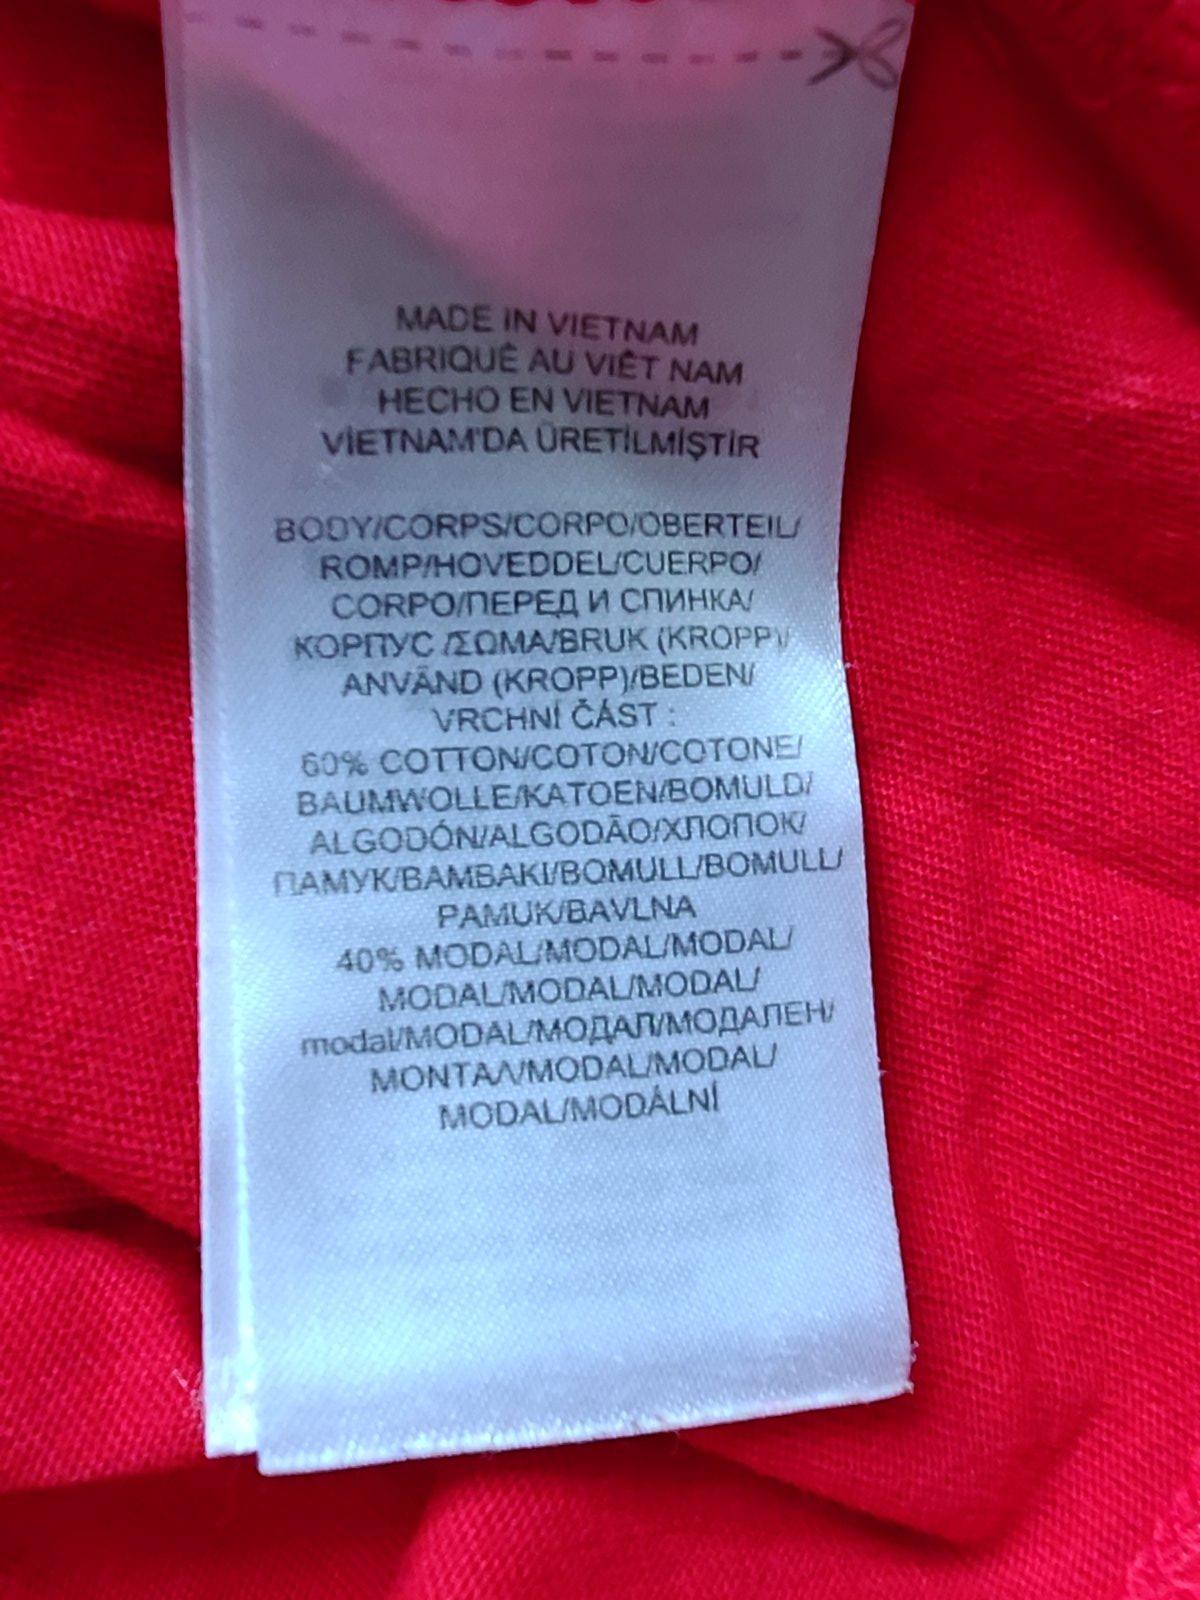 MADE IN VIETNAM
FABRIQUÉ AU VIÊT NAM
HECHO EN VIETNAM
VİETNAM'DA ÜRETİLMİŞTİR
BODY/CORPS/CORPO/OBERTEIL/
ROMP/HOVEDDEL/CUERPO/
CORPO/ПЕРЕД И СПИНКА/
КОРПУС /ΣΩΜΑ/BRUK (KROPP)/
ANVÄND (KROPP)/BEDEN/
VRCHNÍ ČÁST :
60% COTTON/COTON/COTONE/
BAUMWOLLE/KATOEN/BOMULD/
ALGODÓN/ALGODÃO/ХЛОПОК/
ПАМУК/BAMBAKI/BOMULL/BOMULL/
PAMUK/BAVLNA
40% MODAL/MODAL/MODAL/
MODAL/MODAL/MODAL/
modal/MODAL/МОДАЛ/МОДАЛЕН/
ΜΟΝΤΑΛ/MODAL/MODAL/
MODAL/MODÁLNÍ